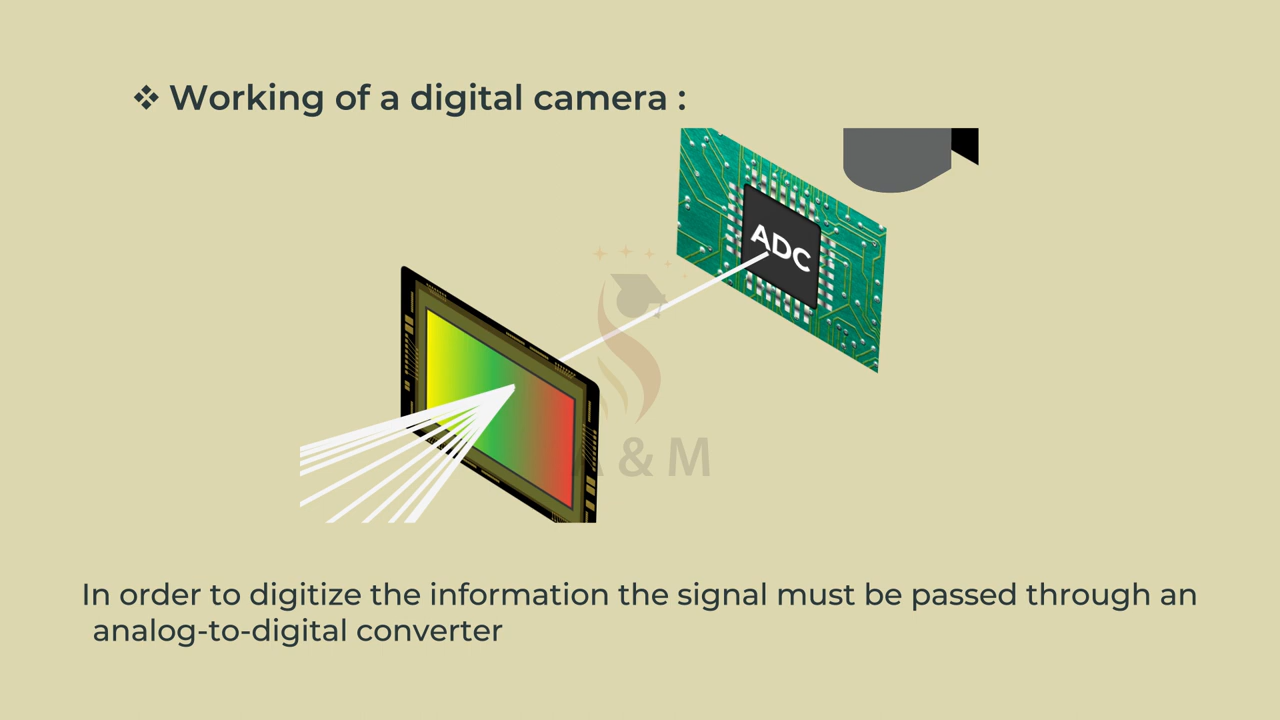 ❖ Working of a digital camera :
ADC
A & M
In order to digitize the information the signal must be passed through an
analog-to-digital converter